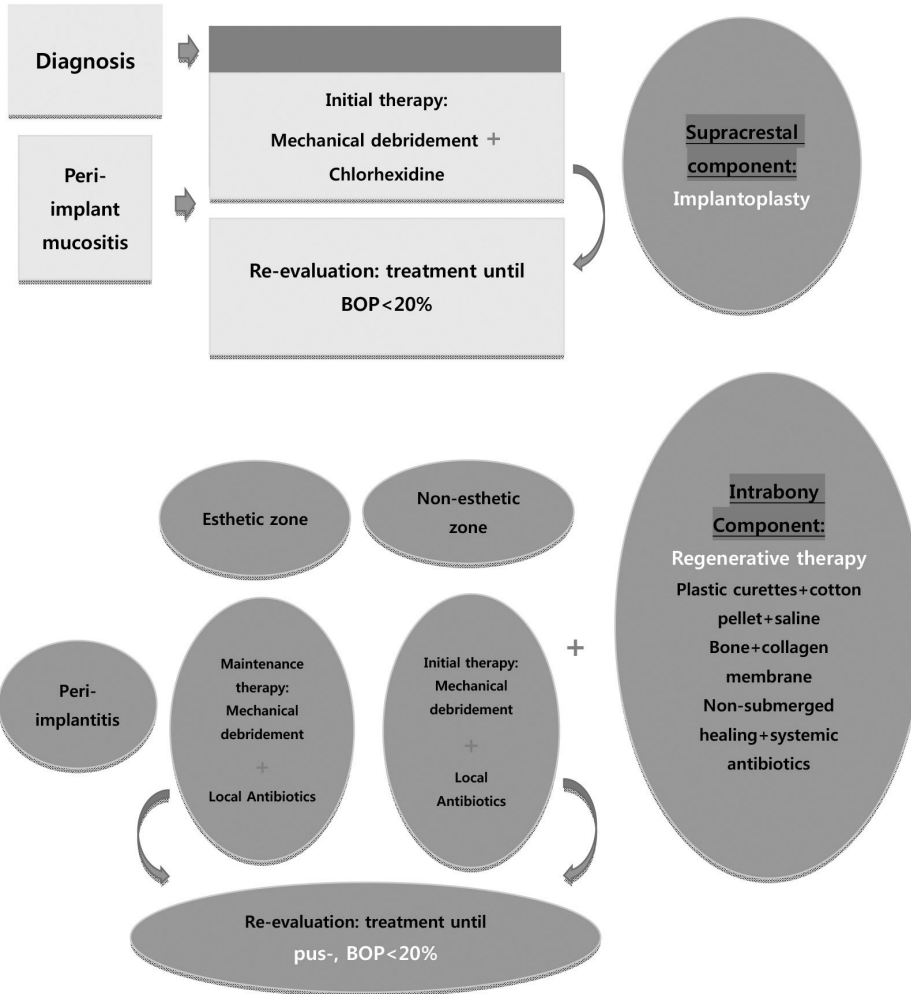 Diagnosis
Initial therapy:
Mechanical debridement +
Chlorhexidine
Peri-
implant
mucositis
Re-evaluation: treatment until
BOP<20%
Supracrestal
component:
Implantoplasty
Esthetic zone
Non-esthetic
zone
Peri-
implantitis
Maintenance
therapy:
Mechanical
debridement
+
Local Antibiotics
Initial therapy:
Mechanical
debridement
+
Local
Antibiotics
+
Intrabony
Component:
Regenerative therapy
Plastic curettes+cotton
pellet+saline
Bone+collagen
membrane
Non-submerged
healing+systemic
antibiotics
Re-evaluation: treatment until
pus-, BOP<20%